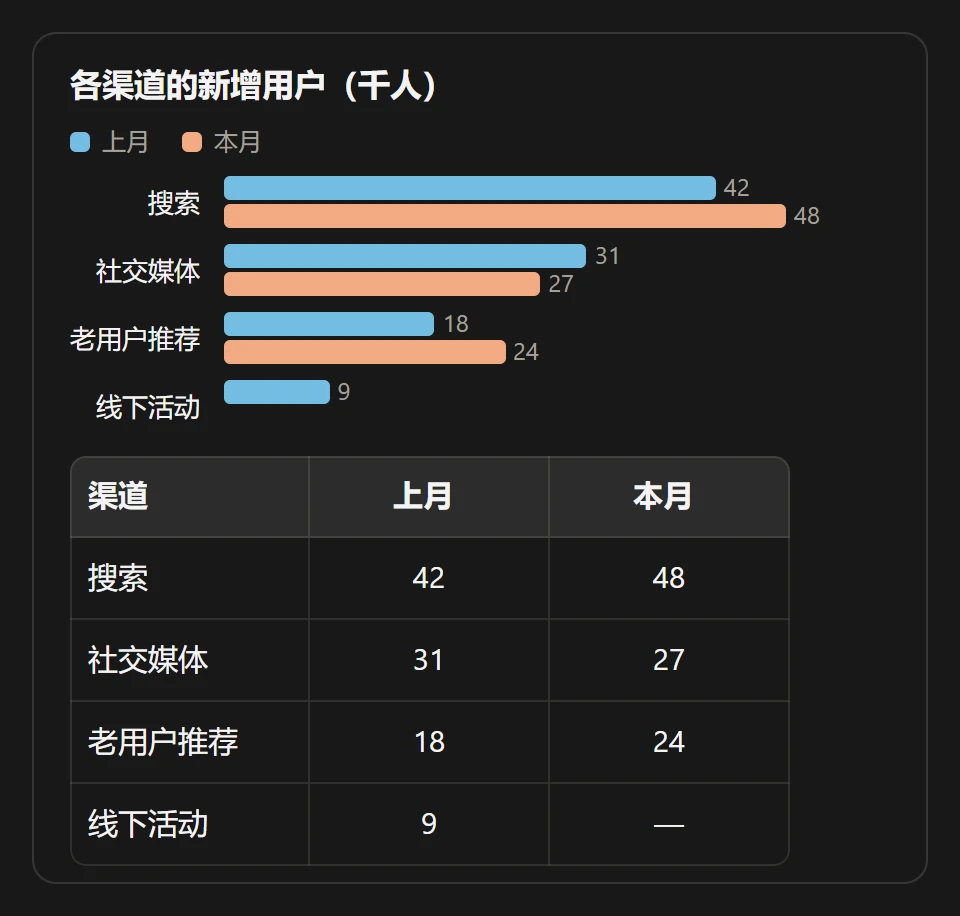 各渠道的新增用户（千人）
上月 本月
搜索 42
48
社交媒体 31
27
老用户推荐 18
24
线下活动 9
渠道 上月 本月
搜索 42 48
社交媒体 31 27
老用户推荐 18 24
线下活动 9 —